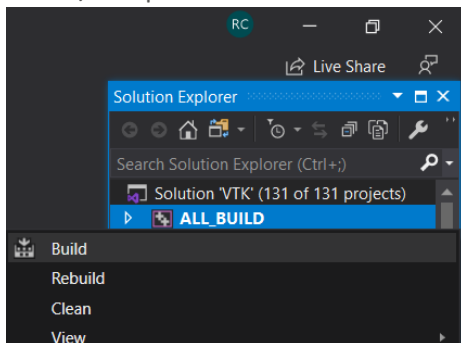 RC
Live Share
Solution Explorer
Search Solution Explorer (Ctrl+;)
Solution 'VTK' (131 of 131 projects)
ALL_BUILD
Build
Rebuild
Clean
View